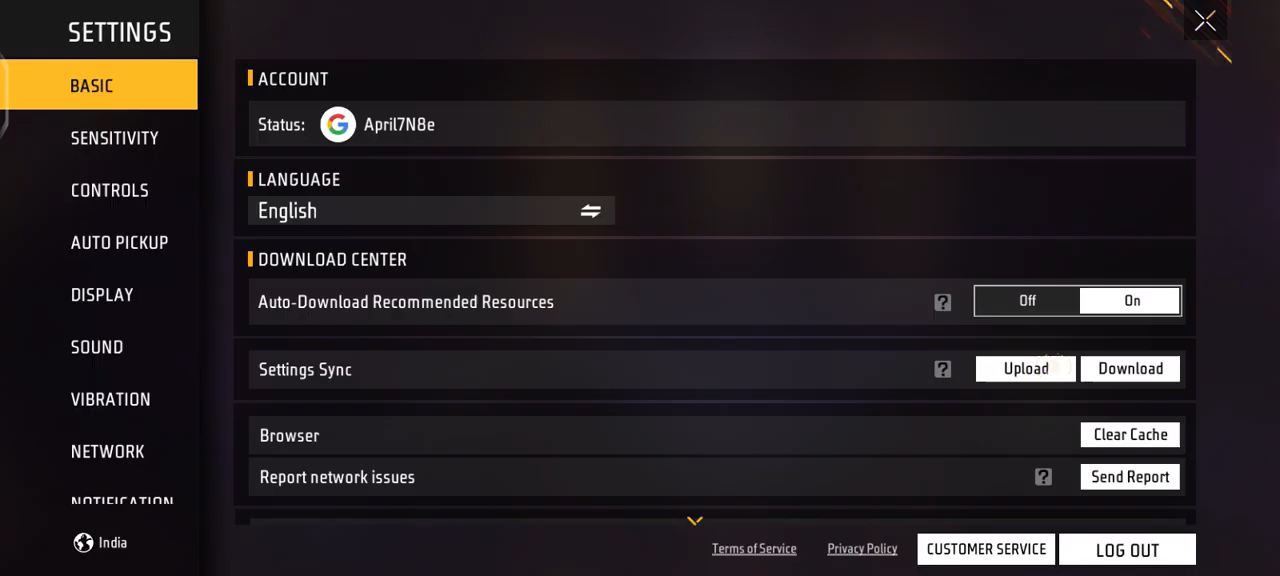 SETTINGS
BASIC
SENSITIVITY
CONTROLS
AUTO PICKUP
DISPLAY
SOUND
VIBRATION
NETWORK
NOTIFICATION
India
ACCOUNT
Status: April7N8e
LANGUAGE
English
DOWNLOAD CENTER
Auto-Download Recommended Resources ? Off On
Settings Sync ? Upload Download
Browser Clear Cache
Report network issues ? Send Report
Terms of Service Privacy Policy CUSTOMER SERVICE LOG OUT